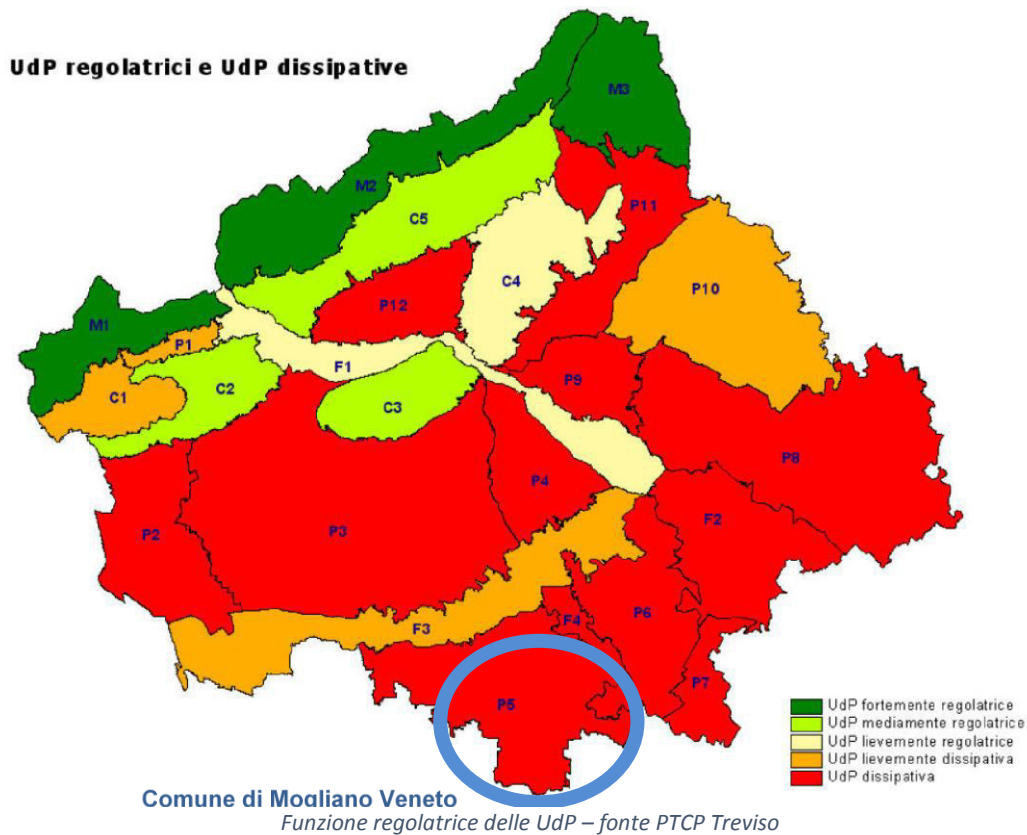 UdP regolatrici e UdP dissipative
M3
M2
C5
P11
C4
P10
P12
M1
P1
F1
C2
C1
C3
P9
P8
P4
P2
P3
F2
P6
F3
F4
P7
P5
UdP fortemente regolatrice
UdP mediamente regolatrice
UdP lievemente regolatrice
UdP lievemente dissipativa
UdP dissipativa
Comune di Mogliano Veneto
Funzione regolatrice delle UdP – fonte PTCP Treviso